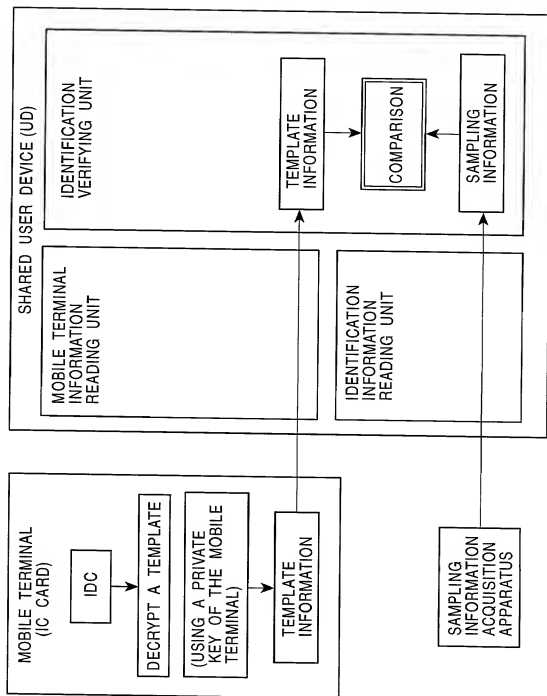 SHARED USER DEVICE (UD)
MOBILE TERMINAL
(IC CARD)
IDC
DECRYPT A TEMPLATE
(USING A PRIVATE
KEY OF THE MOBILE
TERMINAL)
TEMPLATE
INFORMATION
MOBILE TERMINAL
INFORMATION
READING UNIT
IDENTIFICATION
VERIFYING UNIT
TEMPLATE
INFORMATION
COMPARISON
SAMPLING
INFORMATION
IDENTIFICATION
INFORMATION
READING UNIT
SAMPLING
INFORMATION
ACQUISITION
APPARATUS